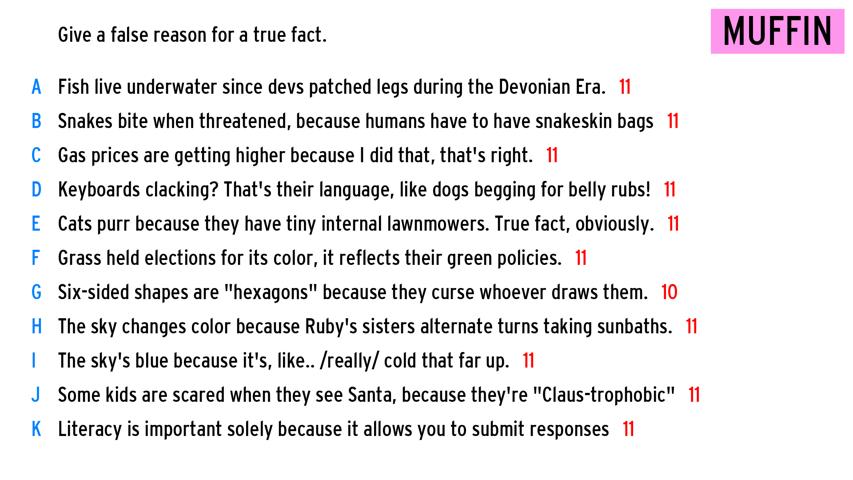 Give a false reason for a true fact.
MUFFIN
A Fish live underwater since devs patched legs during the Devonian Era. 11
B Snakes bite when threatened, because humans have to have snakeskin bags 11
C Gas prices are getting higher because I did that, that's right. 11
D Keyboards clacking? That's their language, like dogs begging for belly rubs! 11
E Cats purr because they have tiny internal lawnmowers. True fact, obviously. 11
F Grass held elections for its color, it reflects their green policies. 11
G Six-sided shapes are "hexagons" because they curse whoever draws them. 10
H The sky changes color because Ruby's sisters alternate turns taking sunbaths. 11
I The sky's blue because it's, like.. /really/ cold that far up. 11
J Some kids are scared when they see Santa, because they're "Claus-trophobic" 11
K Literacy is important solely because it allows you to submit responses 11